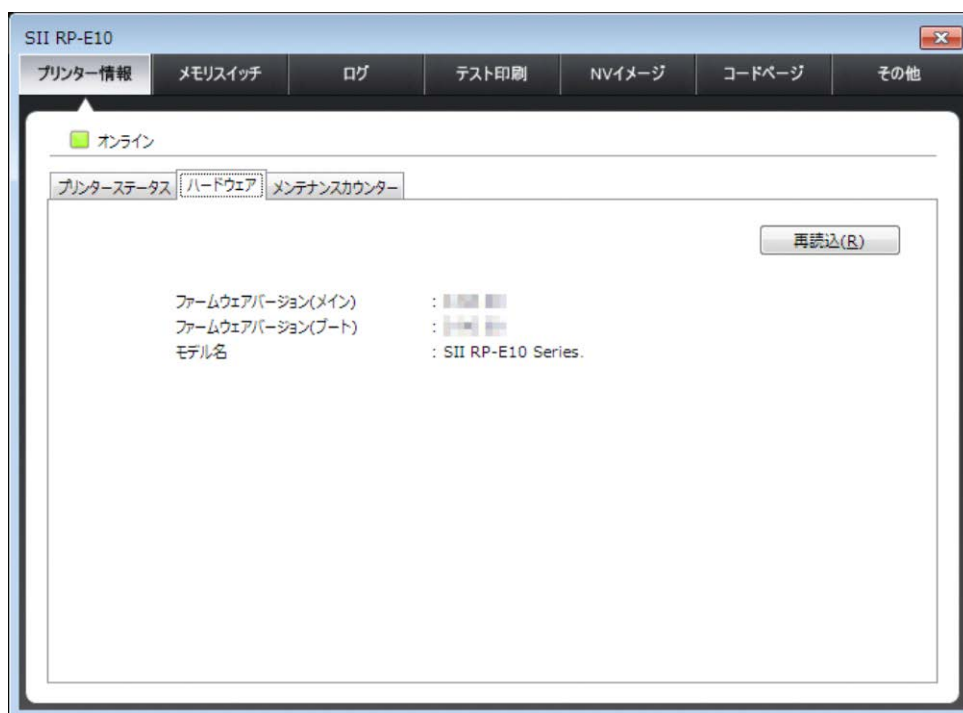 SII RP-E10
プリンター情報 メモリスイッチ ログ テスト印刷 NVイメージ コードページ その他
オンライン
プリンターステータス ハードウェア メンテナンスカウンター
再読込(R)
ファームウェアバージョン(メイン) :
ファームウェアバージョン(ブート) :
モデル名 : SII RP-E10 Series.